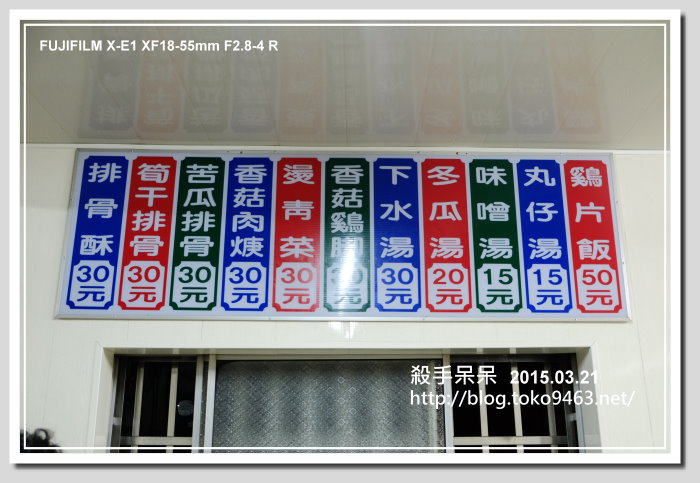 FUJIFILM X-E1 XF18-55mm F2.8-4 R
雞片飯 50元
丸仔湯 15元
味噌湯 15元
冬瓜湯 20元
下水湯 30元
香菇雞腳 30元
燙青菜 30元
香菇肉焿 30元
苦瓜排骨 30元
筍干排骨 30元
排骨酥 30元
殺手呆呆 2015.03.21
http://blog.toko9463.net/